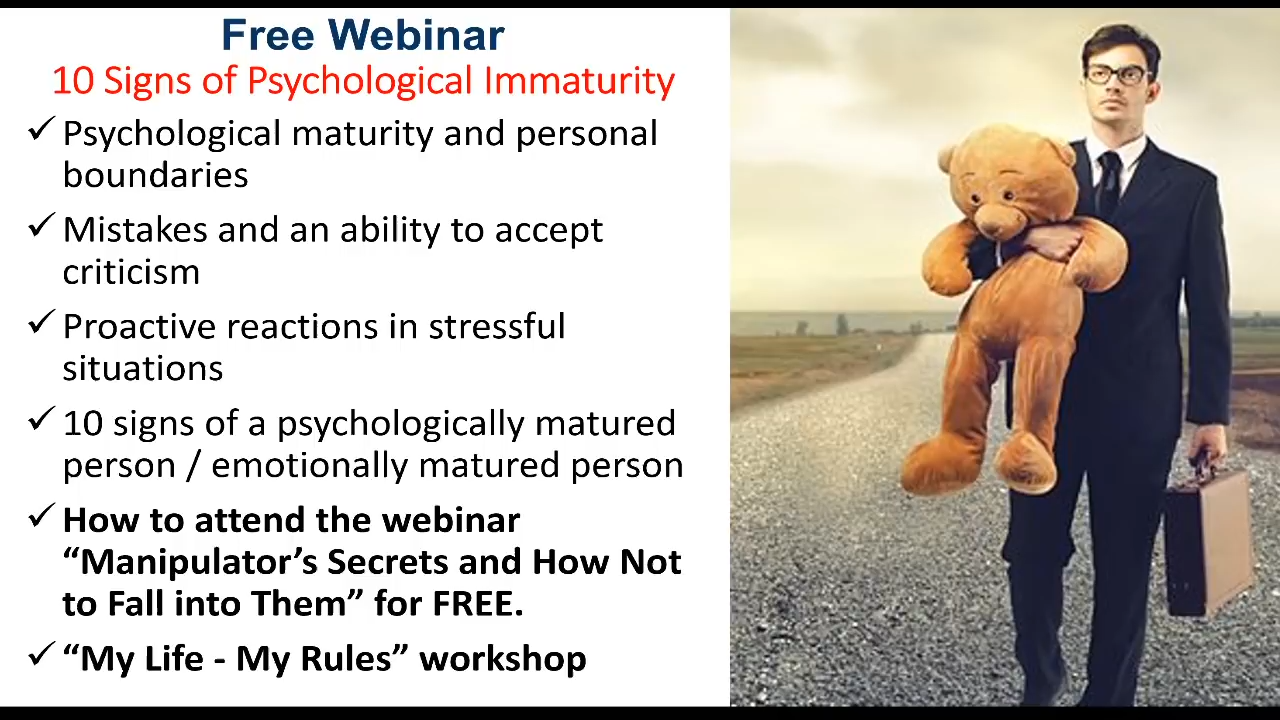 Free Webinar
10 Signs of Psychological Immaturity
✓ Psychological maturity and personal
boundaries
✓ Mistakes and an ability to accept
criticism
✓ Proactive reactions in stressful
situations
✓ 10 signs of a psychologically matured
person / emotionally matured person
✓ How to attend the webinar
“Manipulator’s Secrets and How Not
to Fall into Them” for FREE.
✓ “My Life - My Rules” workshop